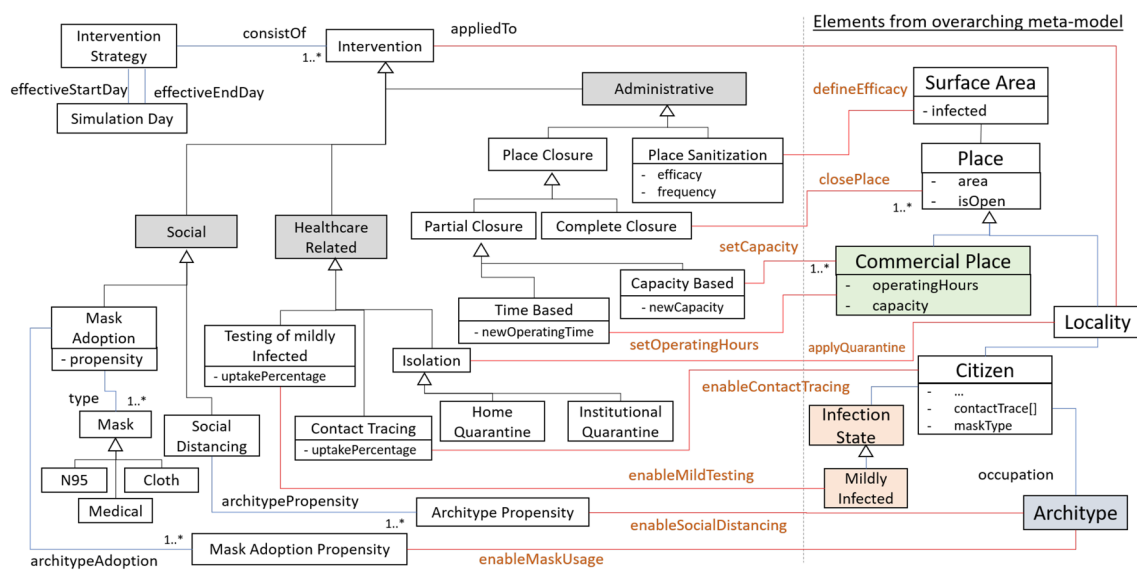 Elements from overarching meta-model
Intervention
Strategy
consistOf
1..*
Intervention
appliedTo
effectiveStartDay
effectiveEndDay
Simulation Day
Administrative
defineEfficacy
Surface Area
- infected
Place Closure
Place Sanitization
- efficacy
- frequency
closePlace
1..*
Place
- area
- isOpen
Social
Healthcare
Related
Partial Closure
Complete Closure
setCapacity
1..*
Commercial Place
- operatingHours
- capacity
Capacity Based
- newCapacity
Time Based
- newOperatingTime
setOperatingHours
Locality
Mask
Adoption
- propensity
Testing of mildly
Infected
- uptakePercentage
Isolation
applyQuarantine
Citizen
- ...
- contactTrace[]
- maskType
enableContactTracing
type
1..*
Mask
Social
Distancing
Home
Quarantine
Institutional
Quarantine
Contact Tracing
- uptakePercentage
Infection
State
N95
Cloth
Medical
enableMildTesting
Mildly
Infected
occupation
architypePropensity
1..*
Architype Propensity
enableSocialDistancing
Architype
architypeAdoption
1..*
Mask Adoption Propensity
enableMaskUsage